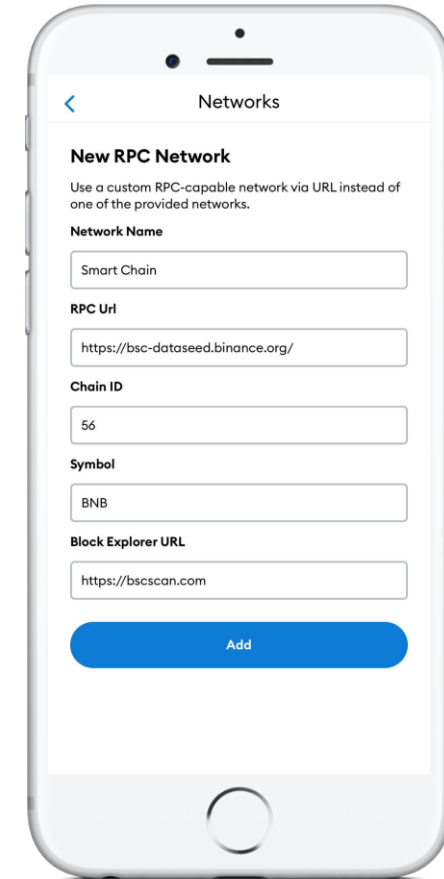 Networks
New RPC Network
Use a custom RPC-capable network via URL instead of
one of the provided networks.
Network Name
Smart Chain
RPC Url
https://bsc-dataseed.binance.org/
Chain ID
56
Symbol
BNB
Block Explorer URL
https://bscscan.com
Add